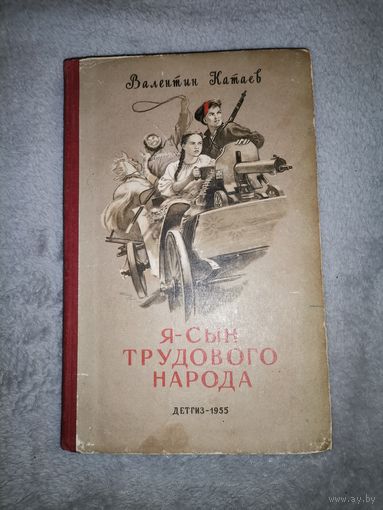 Валентин Катаев
Я-СЫН
ТРУДОВОГО
НАРОДА
ДЕТГИЗ-1955
www.ay.by